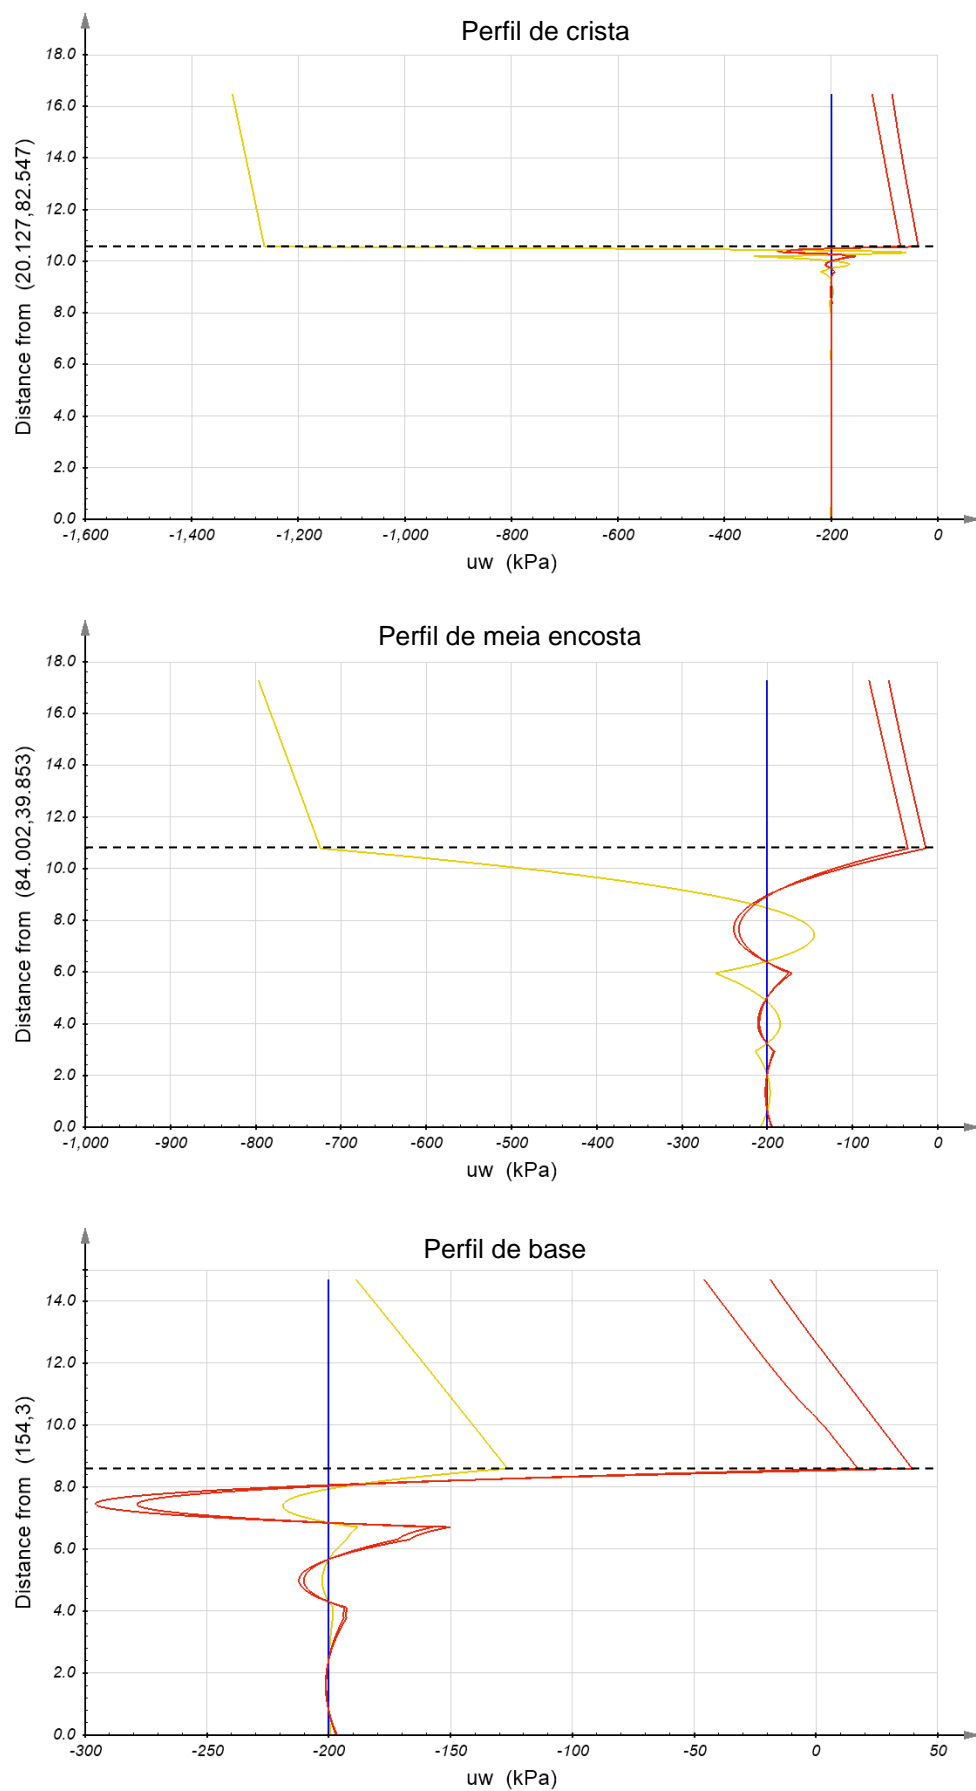 Perfil de crista
18.0
16.0
14.0
12.0
10.0
8.0
6.0
4.0
2.0
0.0
Distance from (20.127,82.547)
-1,600 -1,400 -1,200 -1,000 -800 -600 -400 -200 0
uw (kPa)
Perfil de meia encosta
18.0
16.0
14.0
12.0
10.0
8.0
6.0
4.0
2.0
0.0
Distance from (84.002,39.853)
-1,000 -900 -800 -700 -600 -500 -400 -300 -200 -100 0
uw (kPa)
Perfil de base
14.0
12.0
10.0
8.0
6.0
4.0
2.0
0.0
Distance from (154,3)
-300 -250 -200 -150 -100 -50 0 50
uw (kPa)